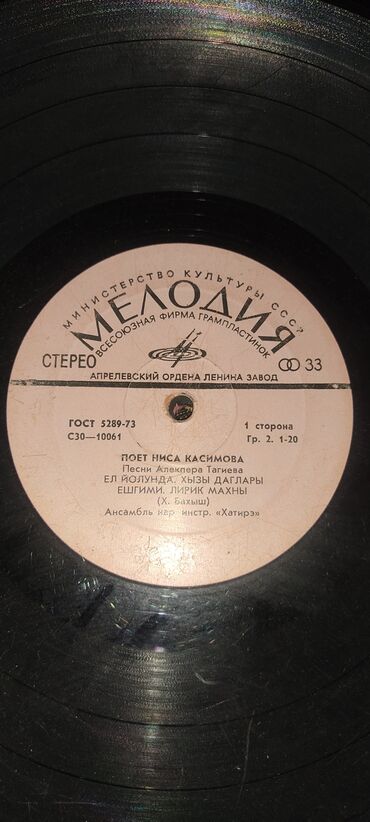 МИНИСТЕРСТВО КУЛЬТУРЫ СССР
МЕЛОДИЯ
ВСЕСОЮЗНАЯ ФИРМА ГРАМПЛАСТИНОК
СТЕРЕО 33
АПРЕЛЕВСКИЙ ОРДЕНА ЛЕНИНА ЗАВОД
ГОСТ 5289-73 1 сторона
С30—10061 Гр. 2. 1-20
ПОЕТ НИСА КАСИМОВА
Песни Алекпера Тагиева
ЕЛ ЙОЛУНДА. ХЫЗЫ ДАГЛАРЫ
ЕШГИМИ. ЛИРИК МАХНЫ
(Х. Бахыш)
Ансамбль нар. инстр. «Хатирэ»